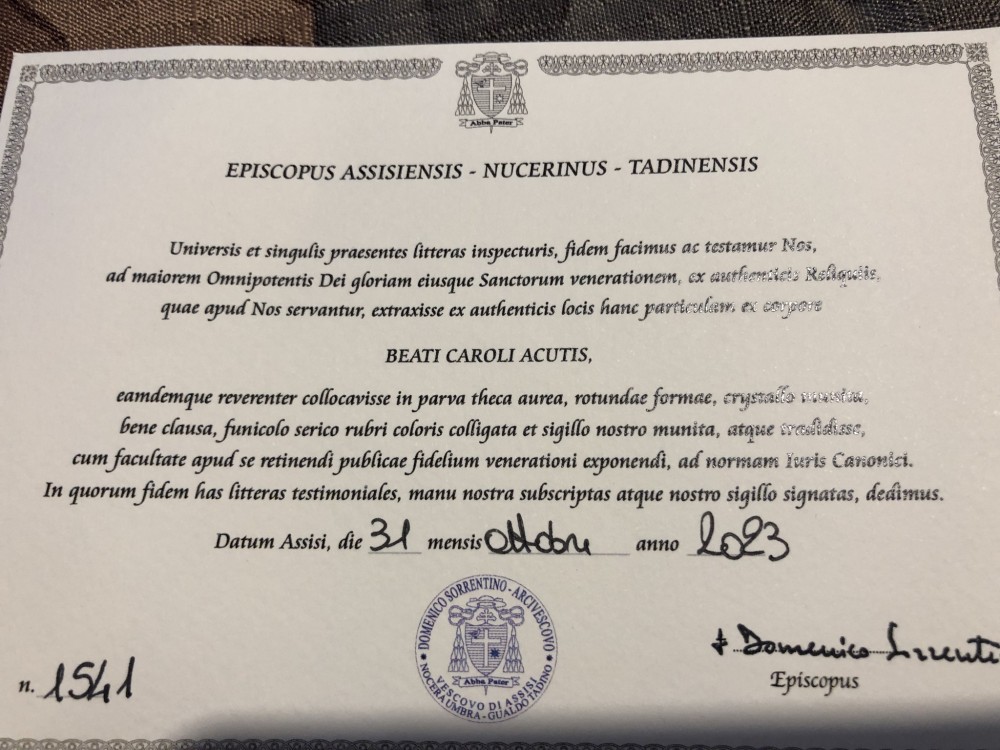 Abba Pater
EPISCOPUS ASSISIENSIS - NUCERINUS - TADINENSIS
Universis et singulis praesentes litteras inspecturis, fidem facimus ac testamur Nos,
ad maiorem Omnipotentis Dei gloriam eiusque Sanctorum venerationem, ex authenticis Reliquiis,
quae apud Nos servantur, extraxisse ex authenticis locis hanc particulam ex corpore
BEATI CAROLI ACUTIS,
eamdemque reverenter collocavisse in parva theca aurea, rotundae formae, crystallo munita,
bene clausa, funicolo serico rubri coloris colligata et sigillo nostro munita, atque tradidisse,
cum facultate apud se retinendi publicae fidelium venerationi exponendi, ad normam Iuris Canonici.
In quorum fidem has litteras testimoniales, manu nostra subscriptas atque nostro sigillo signatas, dedimus.
Datum Assisi, die 31 mensis Ottobre anno 2023
DOMENICO SORRENTINO - ARCIVESCOVO
Abba Pater
VESCOVO DI ASSISI
NOCERA UMBRA - GUALDO TADINO
n. 1541
+ Domenico Sorrenti
Episcopus